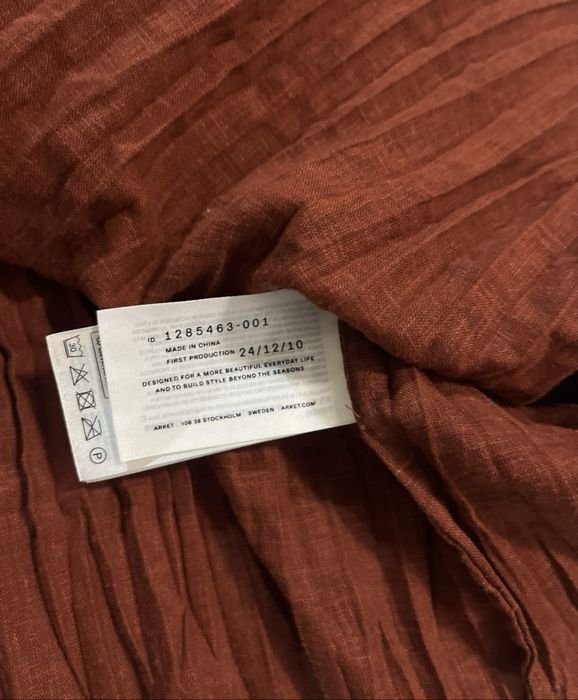 ID 1285463-001
MADE IN CHINA
FIRST PRODUCTION 24/12/10
DESIGNED FOR A MORE BEAUTIFUL EVERYDAY LIFE
AND TO BUILD STYLE BEYOND THE SEASONS
ARKET 106 38 STOCKHOLM SWEDEN ARKET.COM
30
P